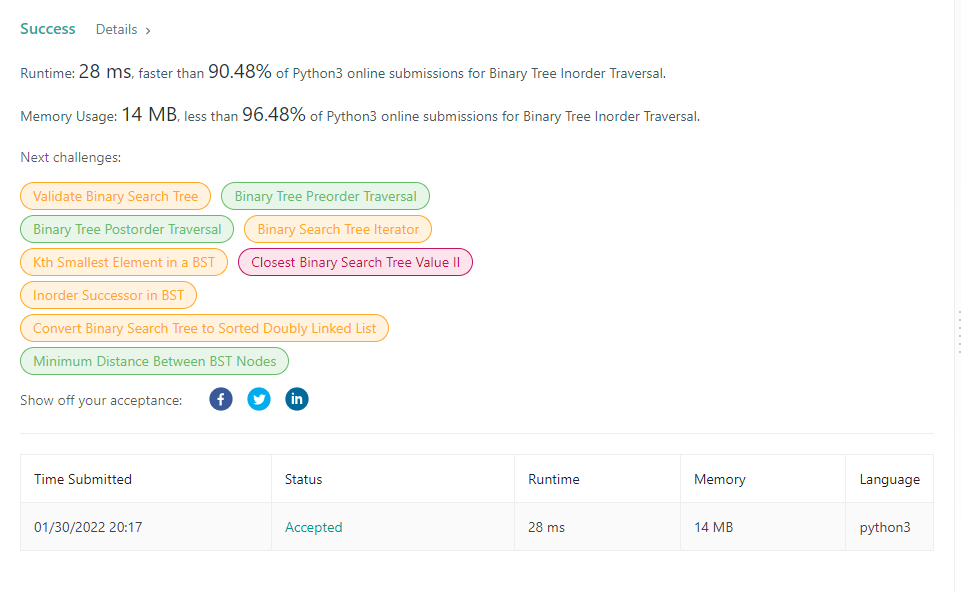 Success Details >
Runtime: 28 ms, faster than 90.48% of Python3 online submissions for Binary Tree Inorder Traversal.
Memory Usage: 14 MB, less than 96.48% of Python3 online submissions for Binary Tree Inorder Traversal.
Next challenges:
Validate Binary Search Tree Binary Tree Preorder Traversal
Binary Tree Postorder Traversal Binary Search Tree Iterator
Kth Smallest Element in a BST Closest Binary Search Tree Value II
Inorder Successor in BST
Convert Binary Search Tree to Sorted Doubly Linked List
Minimum Distance Between BST Nodes
Show off your acceptance: f in
Time Submitted Status Runtime Memory Language
01/30/2022 20:17 Accepted 28 ms 14 MB python3